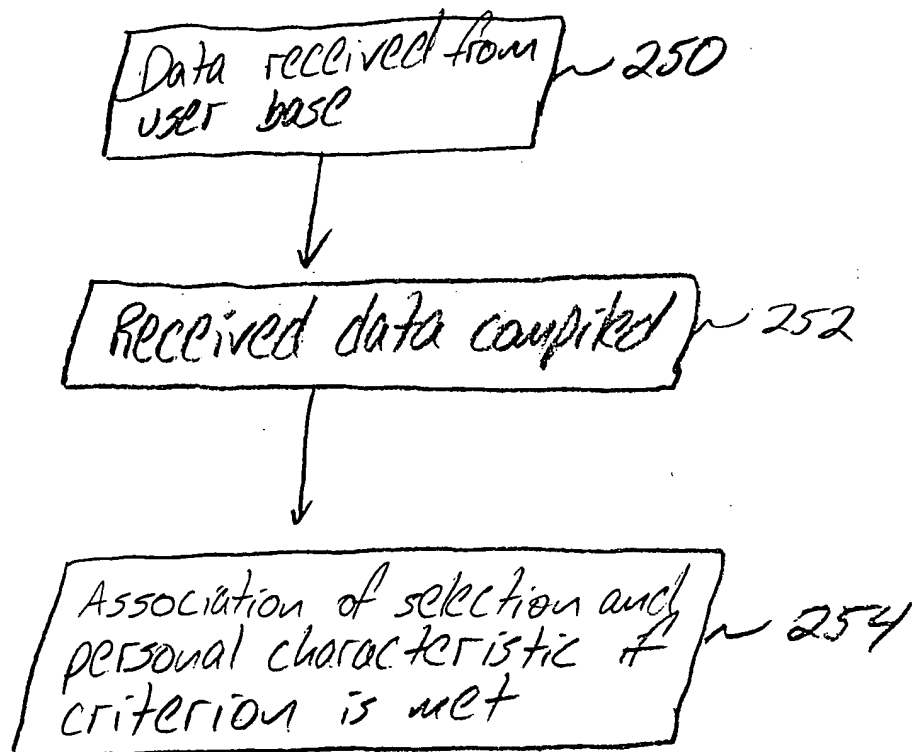 Data received from ~ 250
user base
Received data compiled ~ 252
Association of selection and
personal characteristic if ~ 254
criterion is met